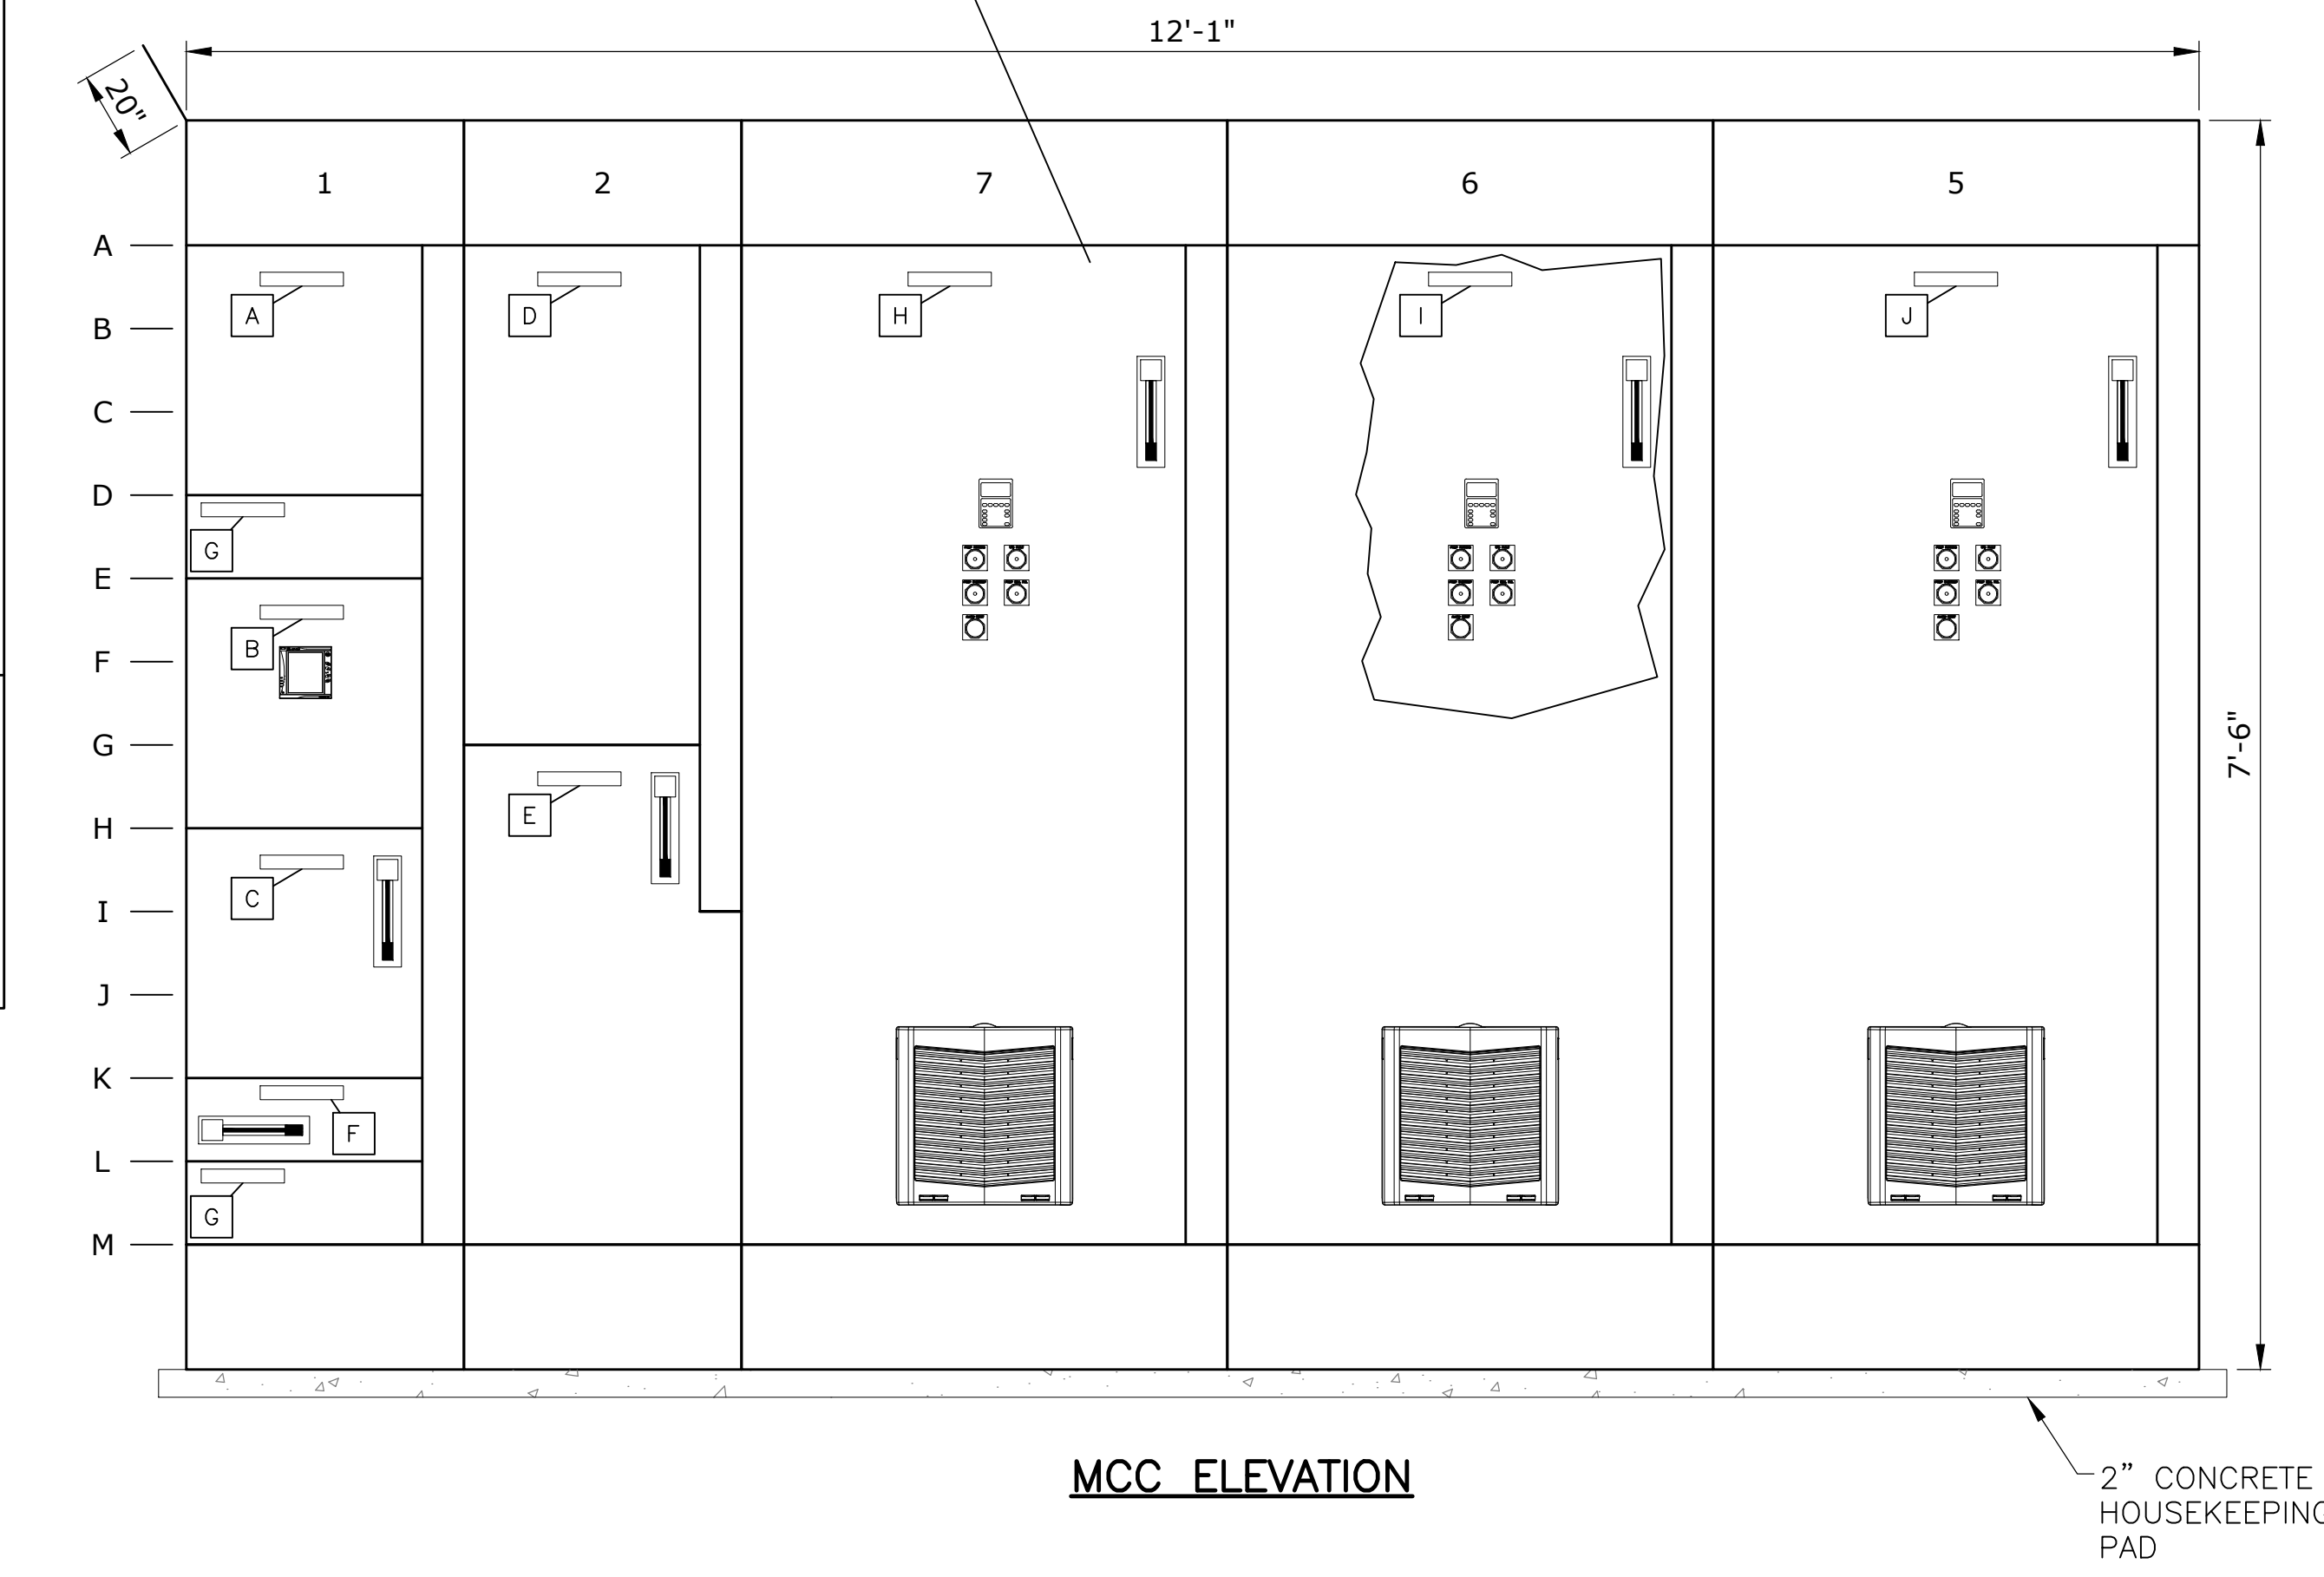 12'-1"
20"
1 2 7 6 5
A
A D H I J
B
C
D
G
E
B
F
G
7'-6"
E
H
C
I
J
K
F
L
G
M
MCC ELEVATION
2” CONCRETE
HOUSEKEEPING
PAD